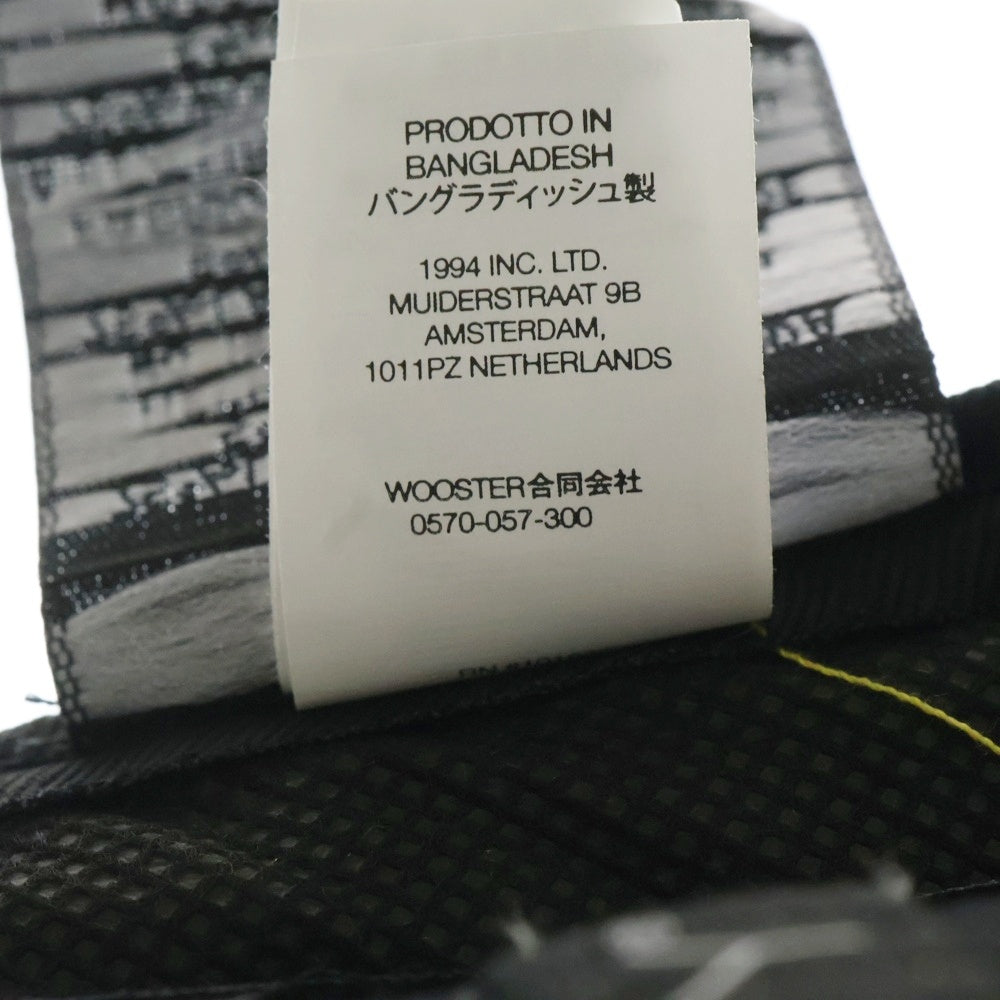 PRODOTTO IN
BANGLADESH
バングラディッシュ製
1994 INC. LTD.
MUIDERSTRAAT 9B
AMSTERDAM,
1011PZ NETHERLANDS
WOOSTER合同会社
0570-057-300